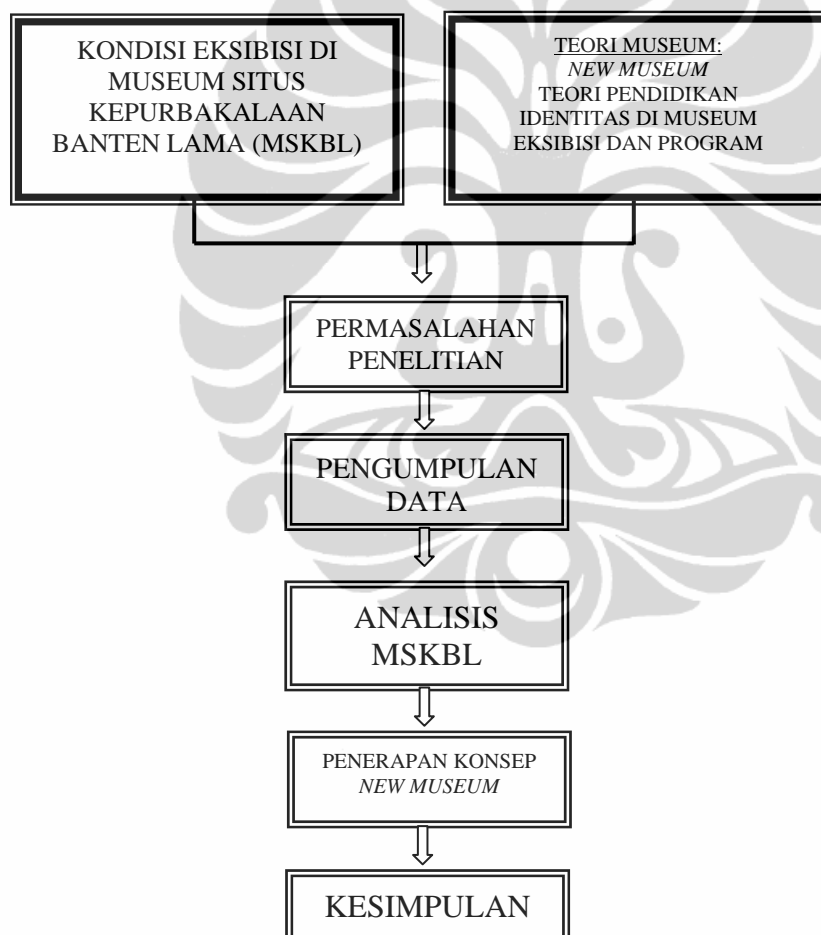 KONDISI EKSIBISI DI
MUSEUM SITUS
KEPURBAKALAAN
BANTEN LAMA (MSKBL)
TEORI MUSEUM:
NEW MUSEUM
TEORI PENDIDIKAN
IDENTITAS DI MUSEUM
EKSIBISI DAN PROGRAM
PERMASALAHAN
PENELITIAN
PENGUMPULAN
DATA
ANALISIS
MSKBL
PENERAPAN KONSEP
NEW MUSEUM
KESIMPULAN